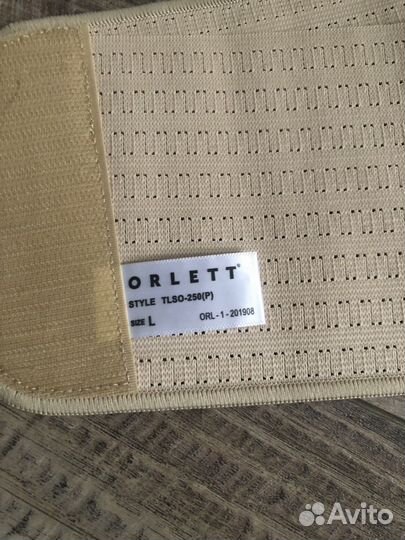 ORLETT®
STYLE TLSO-250(P)
SIZE L ORL-1-201908
Avito